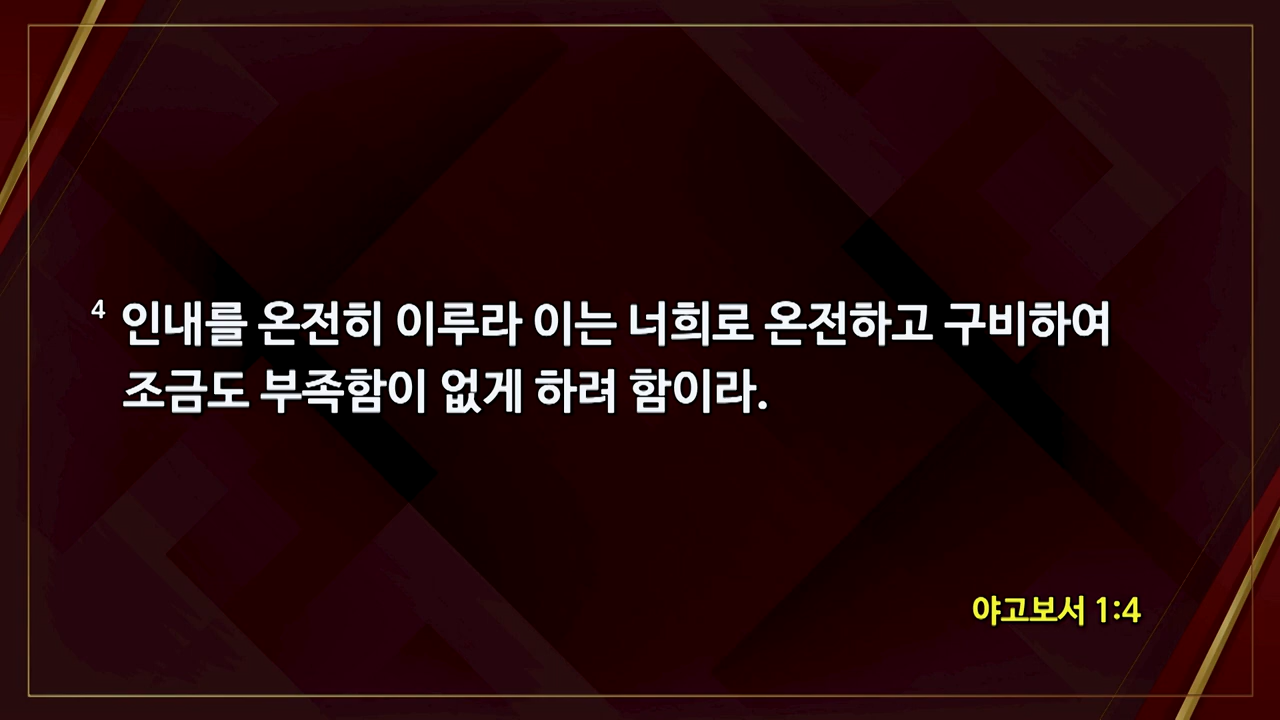 4 인내를 온전히 이루라 이는 너희로 온전하고 구비하여
조금도 부족함이 없게 하려 함이라.
야고보서 1:4